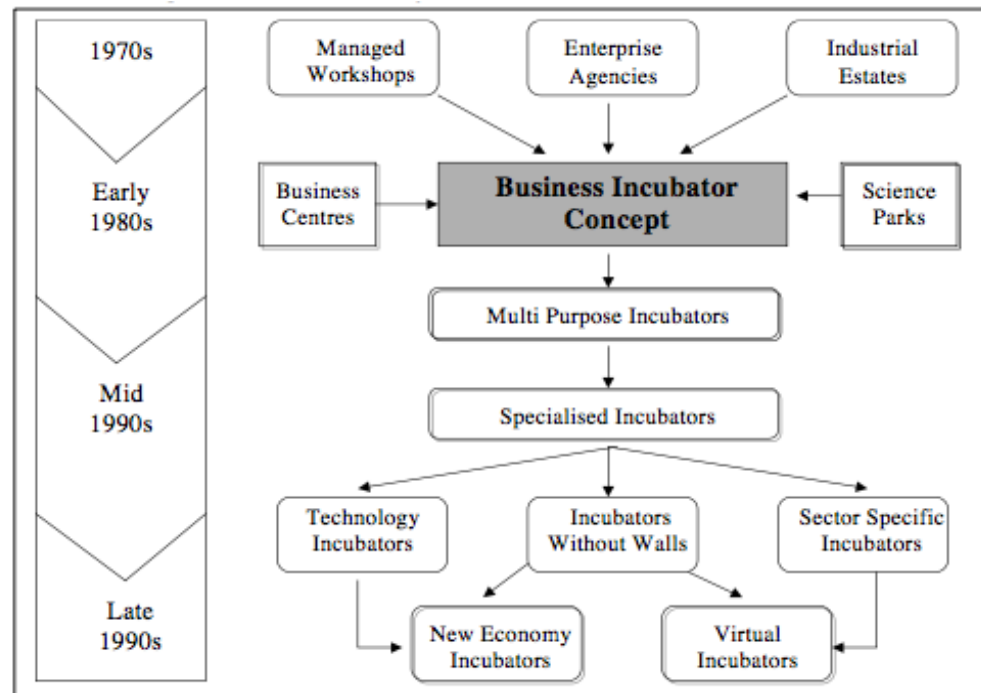 1970s
Managed
Workshops
Enterprise
Agencies
Industrial
Estates
Early
1980s
Business
Centres
Business Incubator
Concept
Science
Parks
Multi Purpose Incubators
Mid
1990s
Specialised Incubators
Technology
Incubators
Incubators
Without Walls
Sector Specific
Incubators
Late
1990s
New Economy
Incubators
Virtual
Incubators